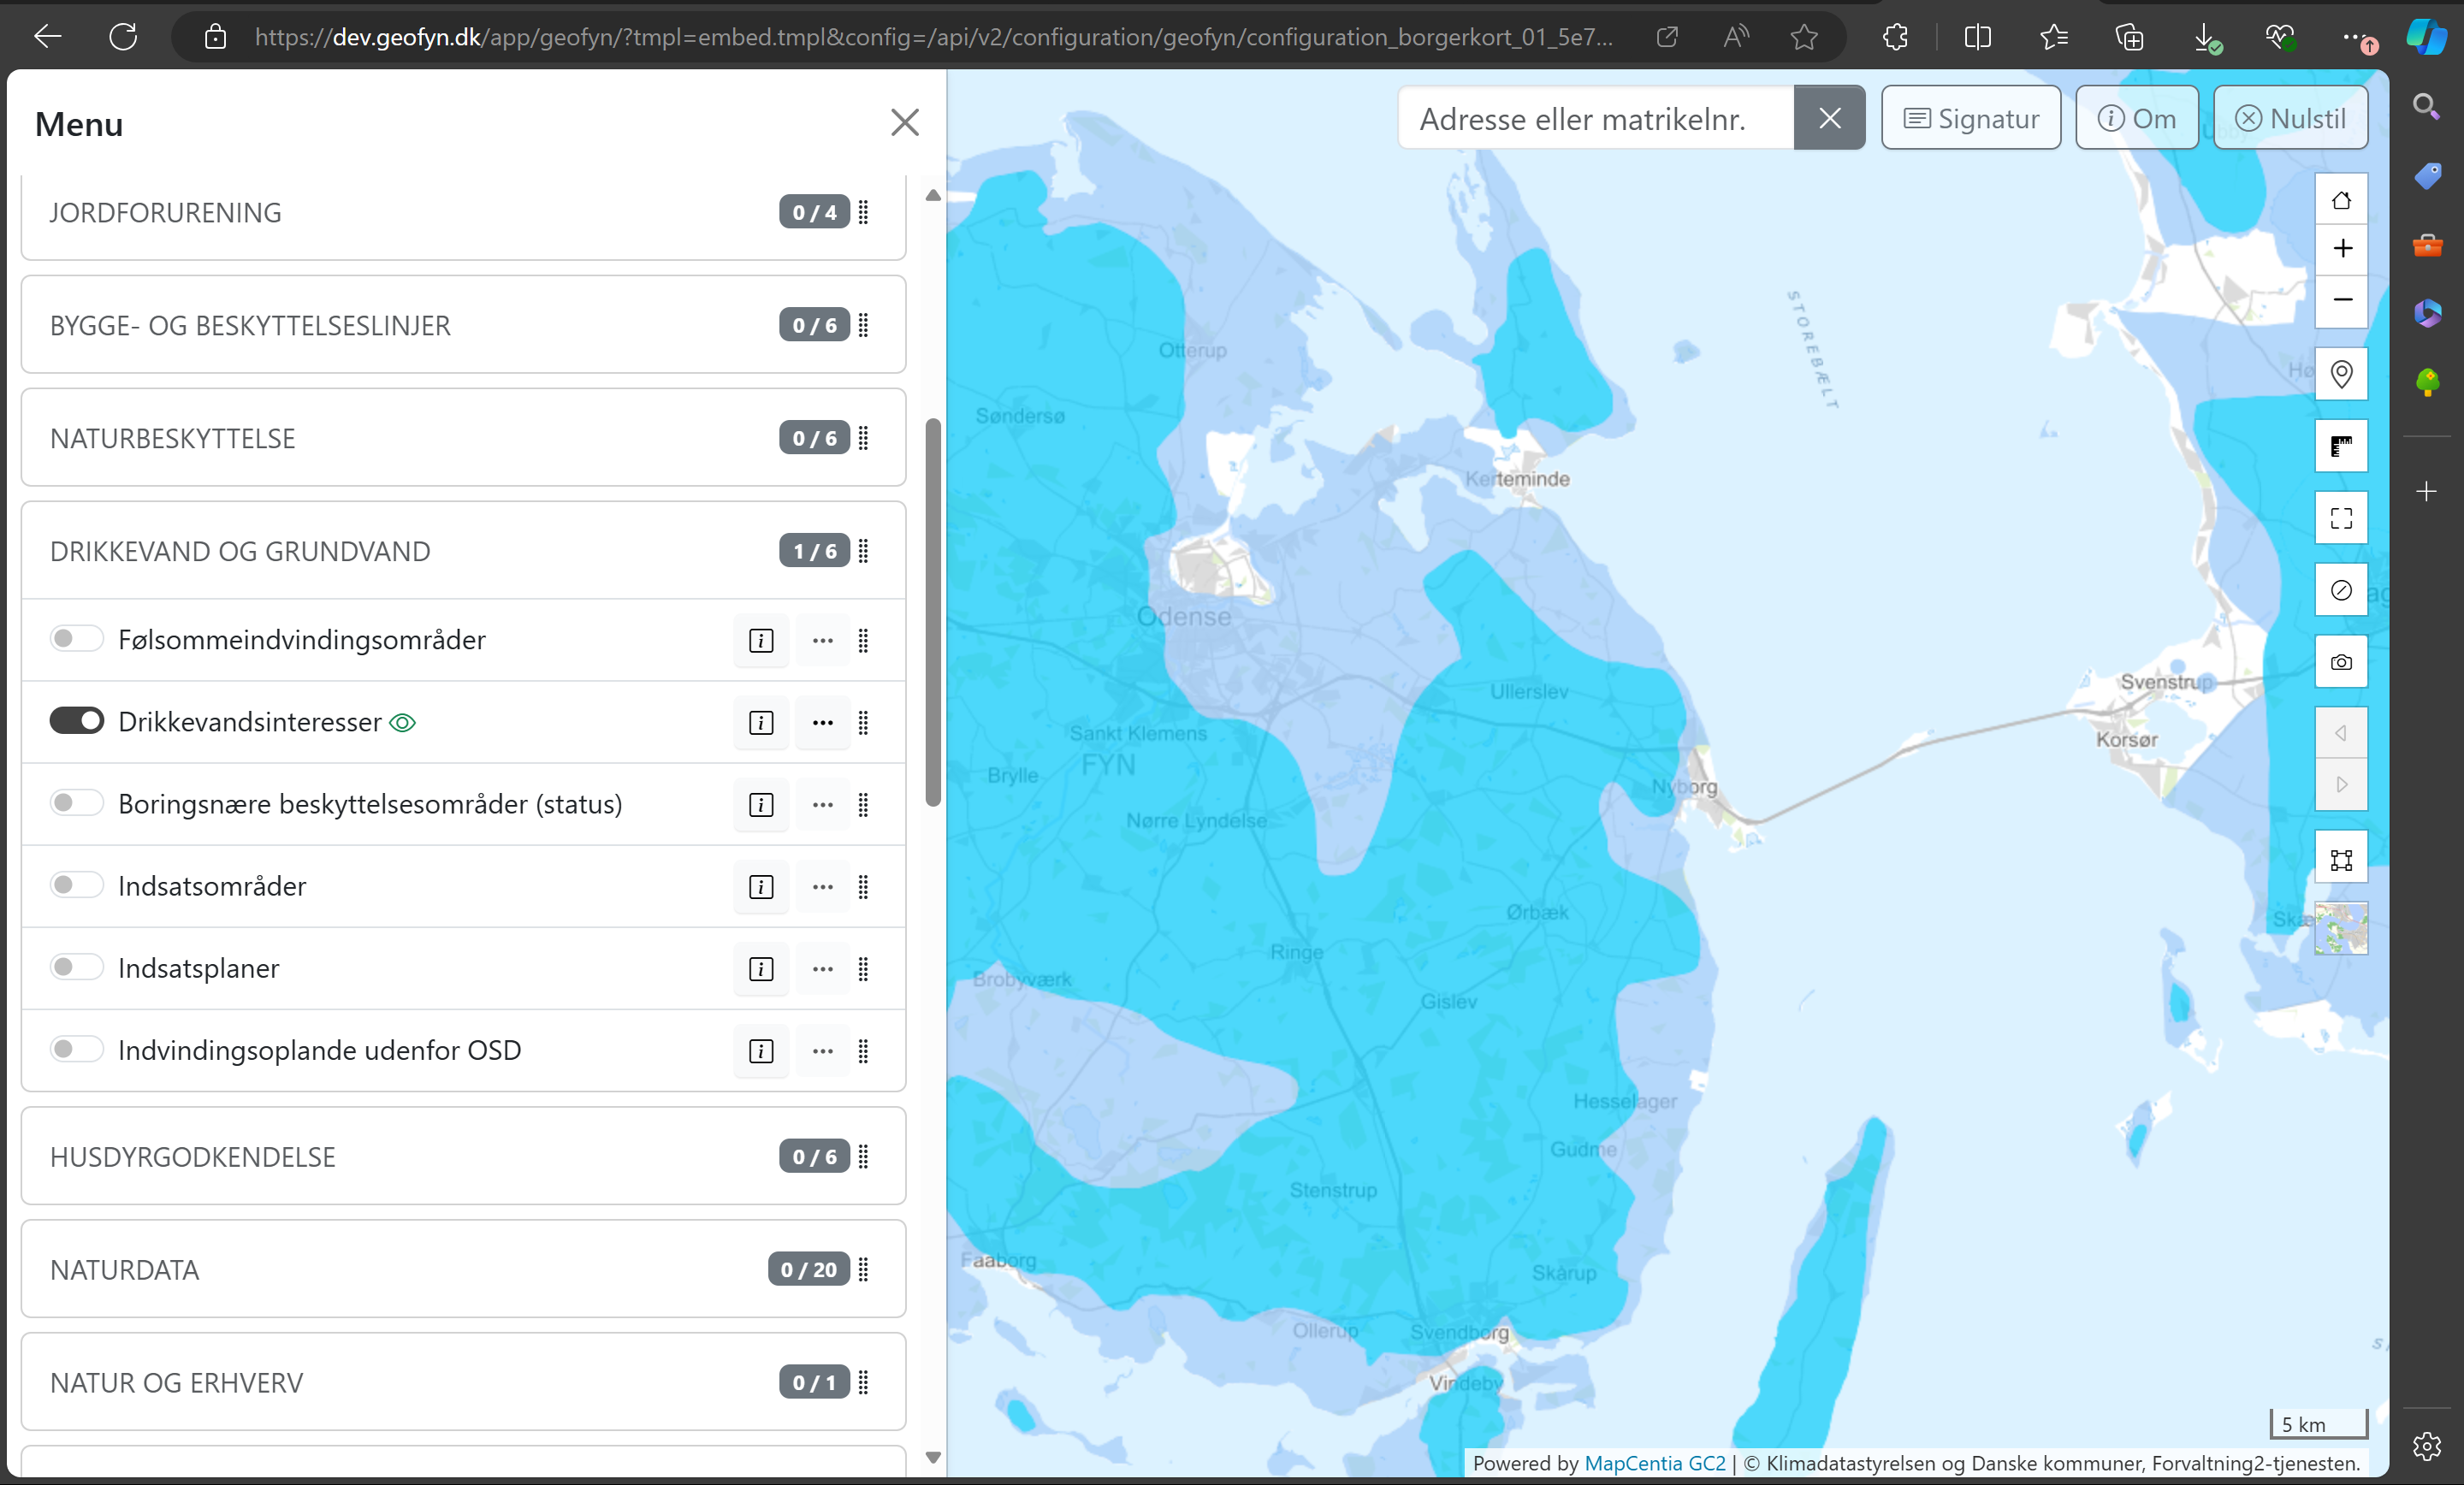 https://dev.geofyn.dk/app/geofyn/?tmpl=embed.tmpl&config=/api/v2/configuration/geofyn/configuration_borgerkort_01_5e7...
Menu
JORDFORURENING 0 / 4
BYGGE- OG BESKYTTELSESLINJER 0 / 6
NATURBESKYTTELSE 0 / 6
DRIKKEVAND OG GRUNDVAND 1 / 6
Følsommeindvindingsområder
Drikkevandsinteresser
Boringsnære beskyttelsesområder (status)
Indsatsområder
Indsatsplaner
Indvindingsoplande udenfor OSD
HUSDYRGODKENDELSE 0 / 6
NATURDATA 0 / 20
NATUR OG ERHVERV 0 / 1
Adresse eller matrikelnr.
Signatur
Om
Nulstil
STOREBÆLT
Otterup
Søndersø
Kerteminde
Odense
Ullerslev
Svenstrup
Sankt Klemens
FYN
Korsør
Brylle
Nyborg
Nørre Lyndelse
Ørbæk
Ringe
Brobyværk
Gislev
Hesselager
Gudme
Stenstrup
Faaborg
Skårup
Ollerup
Svendborg
Vindeby
5 km
Powered by MapCentia GC2 | © Klimadatastyrelsen og Danske kommuner, Forvaltning2-tjenesten.